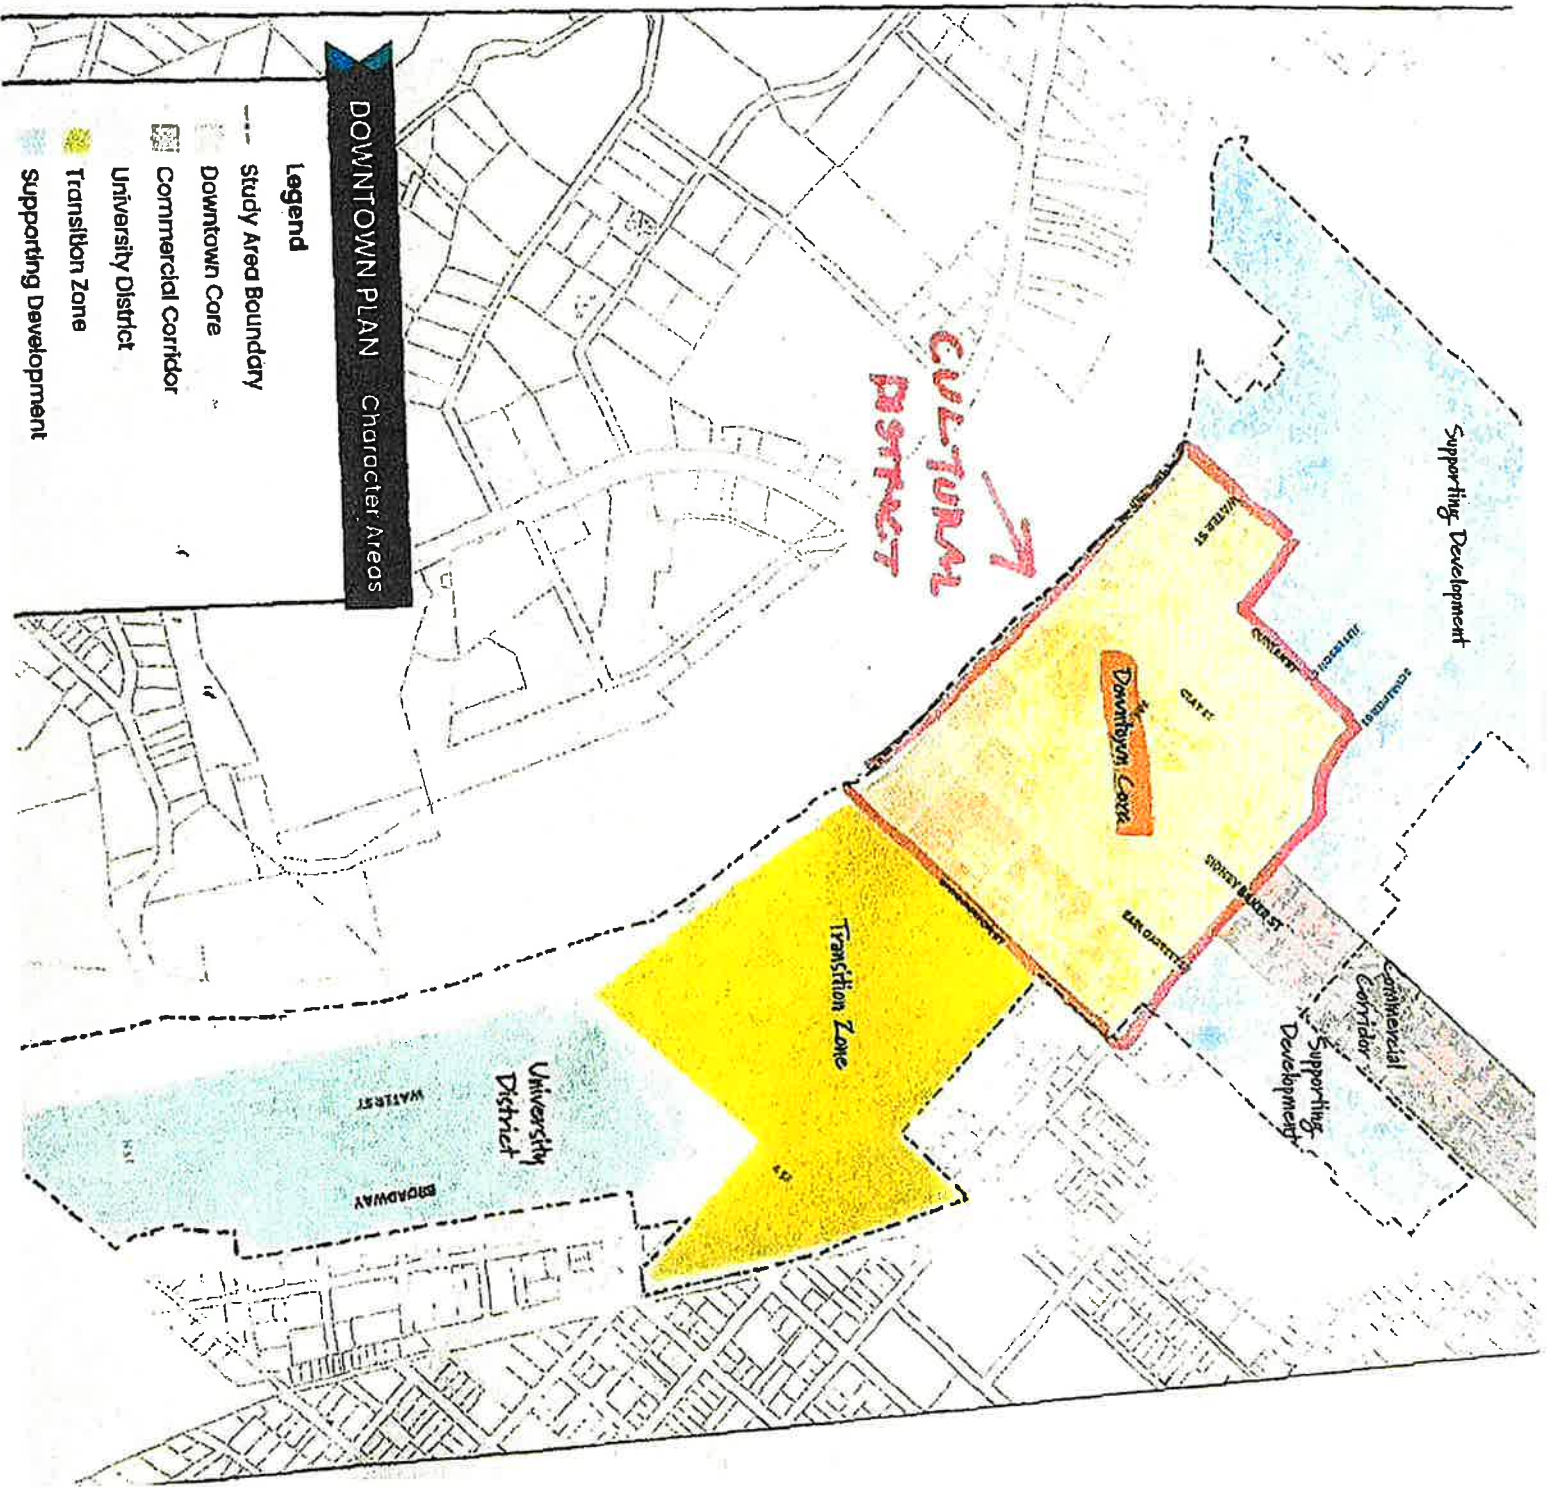 DOWNTOWN PLAN Character Areas
Legend
Study Area Boundary
Downtown Core
Commercial Corridor
University District
Transition Zone
Supporting Development
CULTURAL
DISTRICT
Supporting Development
WATER ST
CLAY ST
Downtown Core
SIDNEY BAKER ST
EARL GARRETT
Commercial
Corridor
Supporting
Development
Transition Zone
University
District
WATER ST
BROADWAY